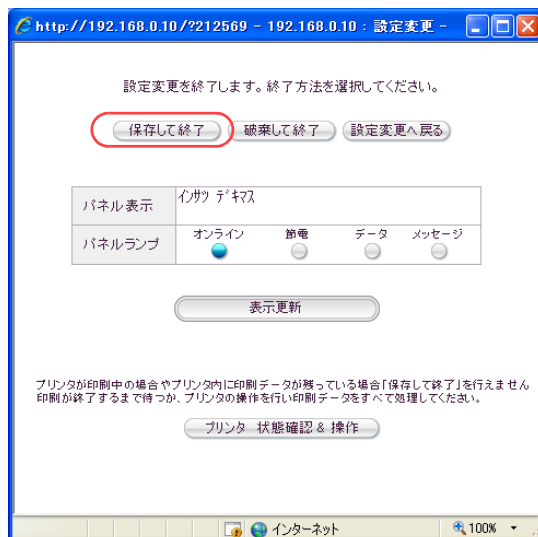 http://192.168.0.10/?212569 - 192.168.0.10 : 設定変更 -
設定変更を終了します。終了方法を選択してください。
保存して終了 破棄して終了 設定変更へ戻る
パネル表示 インサツ デキマス
パネルランプ オンライン 節電 データ メッセージ
表示更新
プリンタが印刷中の場合やプリンタ内に印刷データが残っている場合「保存して終了」を行えません
印刷が終了するまで待つか、プリンタの操作を行い印刷データをすべて処理してください。
プリンタ 状態確認 & 操作
インターネット 100%